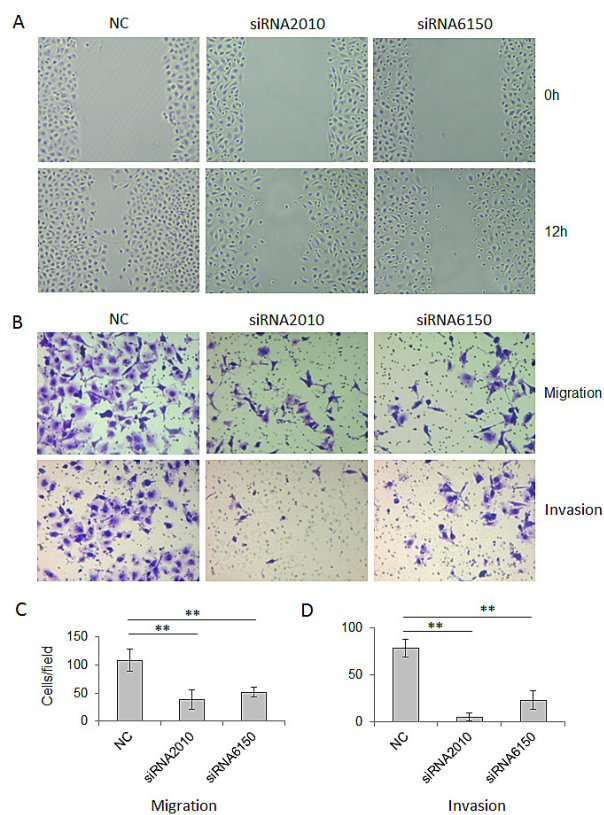 A
NC siRNA2010 siRNA6150
0h
12h
B
NC siRNA2010 siRNA6150
Migration
Invasion
C
**
**
Cells/field
150
100
50
0
NC siRNA2010 siRNA6150
Migration
D
**
**
100
50
0
NC siRNA2010 siRNA6150
Invasion